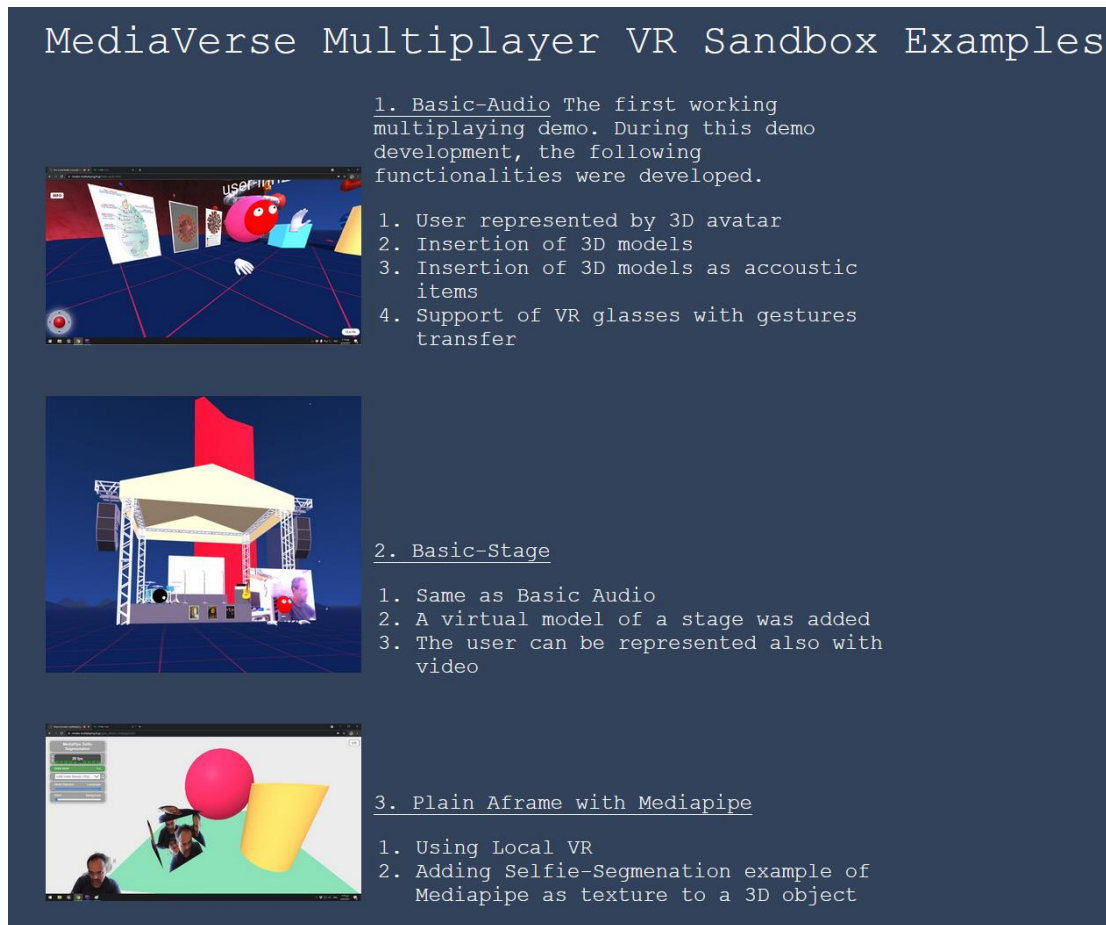 MediaVerse Multiplayer VR Sandbox Examples
1. Basic-Audio The first working
multiplaying demo. During this demo
development, the following
functionalities were developed.
1. User represented by 3D avatar
2. Insertion of 3D models
3. Insertion of 3D models as accoustic
items
4. Support of VR glasses with gestures
transfer
2. Basic-Stage
1. Same as Basic Audio
2. A virtual model of a stage was added
3. The user can be represented also with
video
MediaPipe Selfie
Segmentation
3. Plain Aframe with Mediapipe
1. Using Local VR
2. Adding Selfie-Segmenation example of
Mediapipe as texture to a 3D object